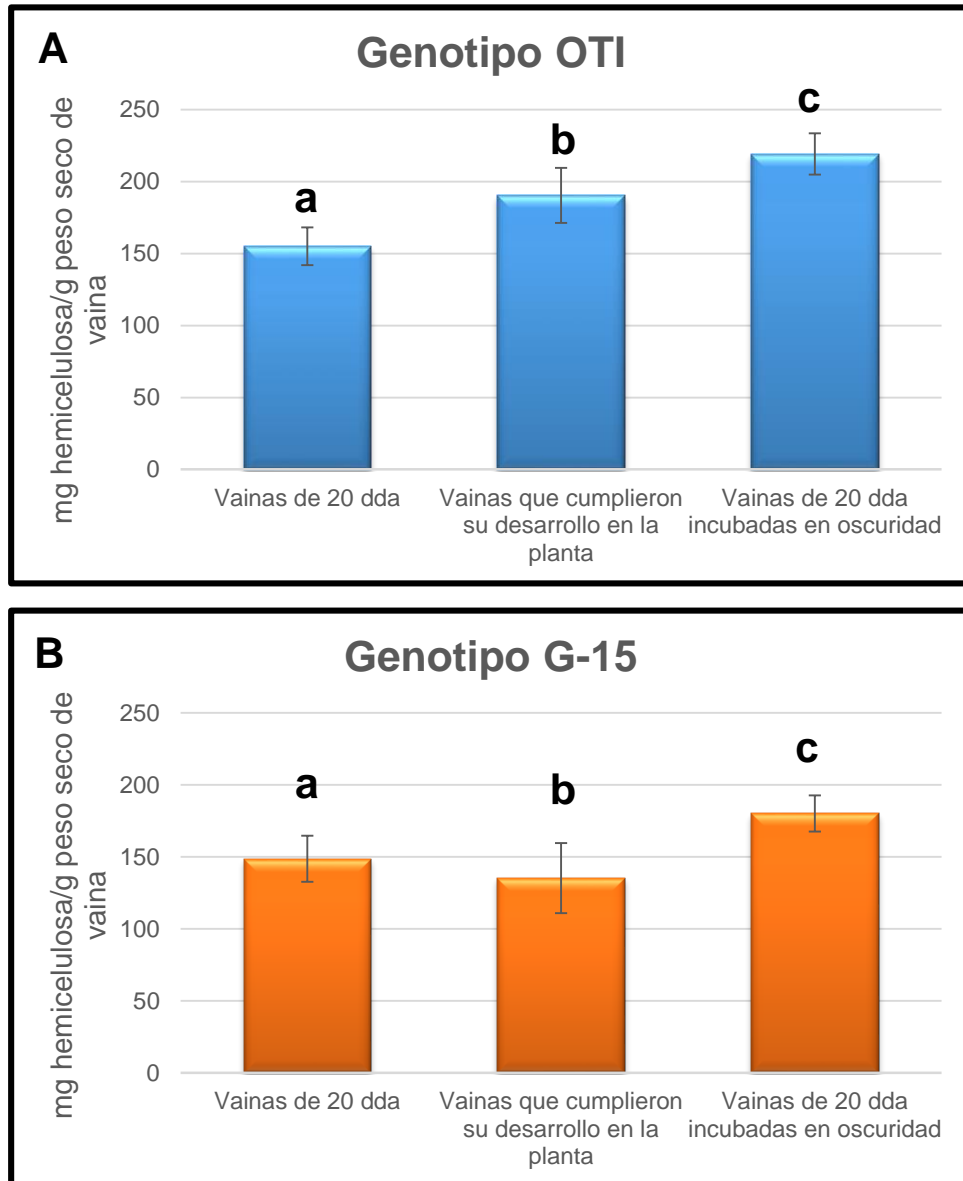 A
Genotipo OTI
mg hemicelulosa/g peso seco de
vaina
250
200
150
100
50
0
a
b
c
Vainas de 20 dda
Vainas que cumplieron
su desarrollo en la
planta
Vainas de 20 dda
incubadas en oscuridad
B
Genotipo G-15
mg hemicelulosa/g peso seco de
vaina
250
200
150
100
50
0
a
b
c
Vainas de 20 dda
Vainas que cumplieron
su desarrollo en la
planta
Vainas de 20 dda
incubadas en oscuridad